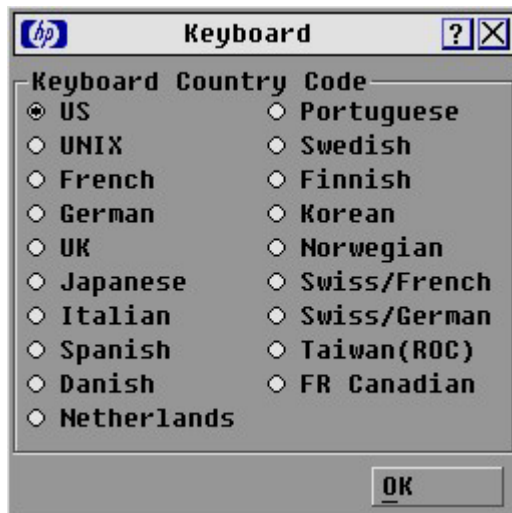 hp Keyboard ?
Keyboard Country Code
US
UNIX
French
German
UK
Japanese
Italian
Spanish
Danish
Netherlands
Portuguese
Swedish
Finnish
Korean
Norwegian
Swiss/French
Swiss/German
Taiwan(ROC)
FR Canadian
OK